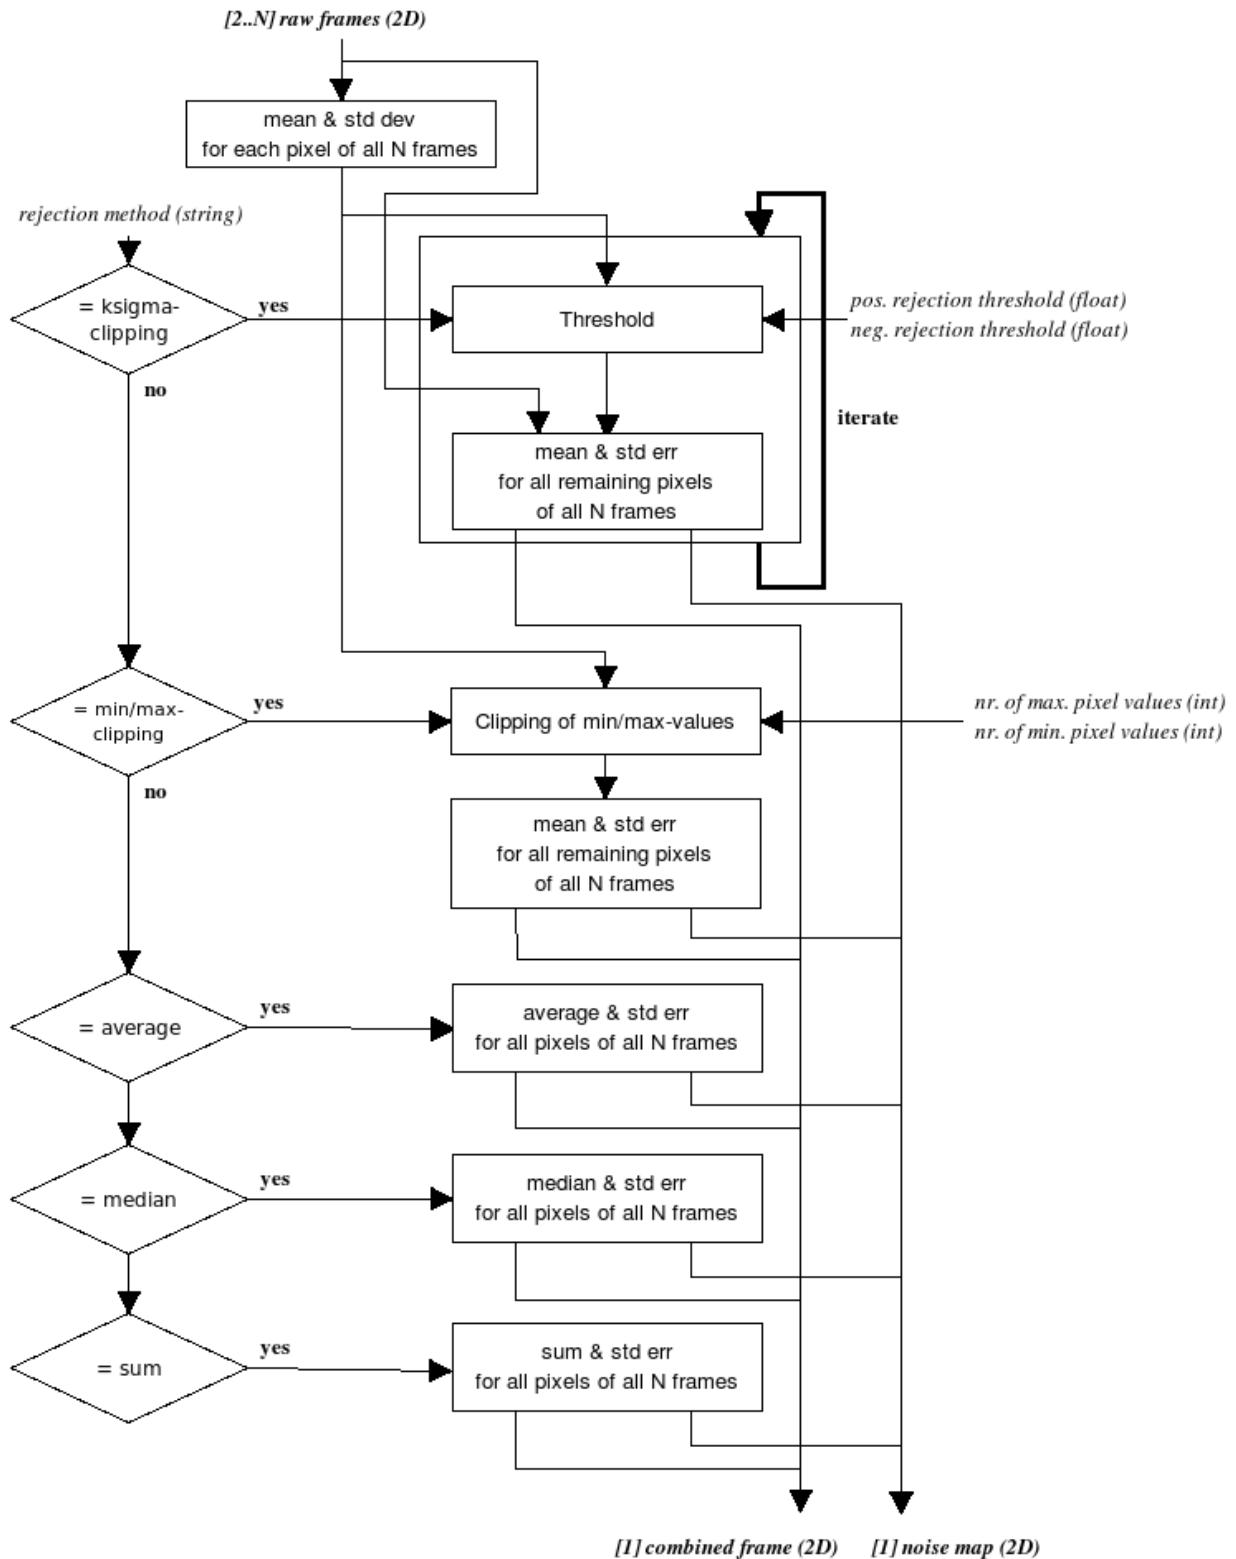 [2..N] raw frames (2D)
mean & std dev
for each pixel of all N frames
rejection method (string)
= ksigma-
clipping
yes
no
Threshold
pos. rejection threshold (float)
neg. rejection threshold (float)
iterate
mean & std err
for all remaining pixels
of all N frames
= min/max-
clipping
yes
no
Clipping of min/max-values
nr. of max. pixel values (int)
nr. of min. pixel values (int)
mean & std err
for all remaining pixels
of all N frames
= average
yes
average & std err
for all pixels of all N frames
= median
yes
median & std err
for all pixels of all N frames
= sum
yes
sum & std err
for all pixels of all N frames
[1] combined frame (2D)
[1] noise map (2D)